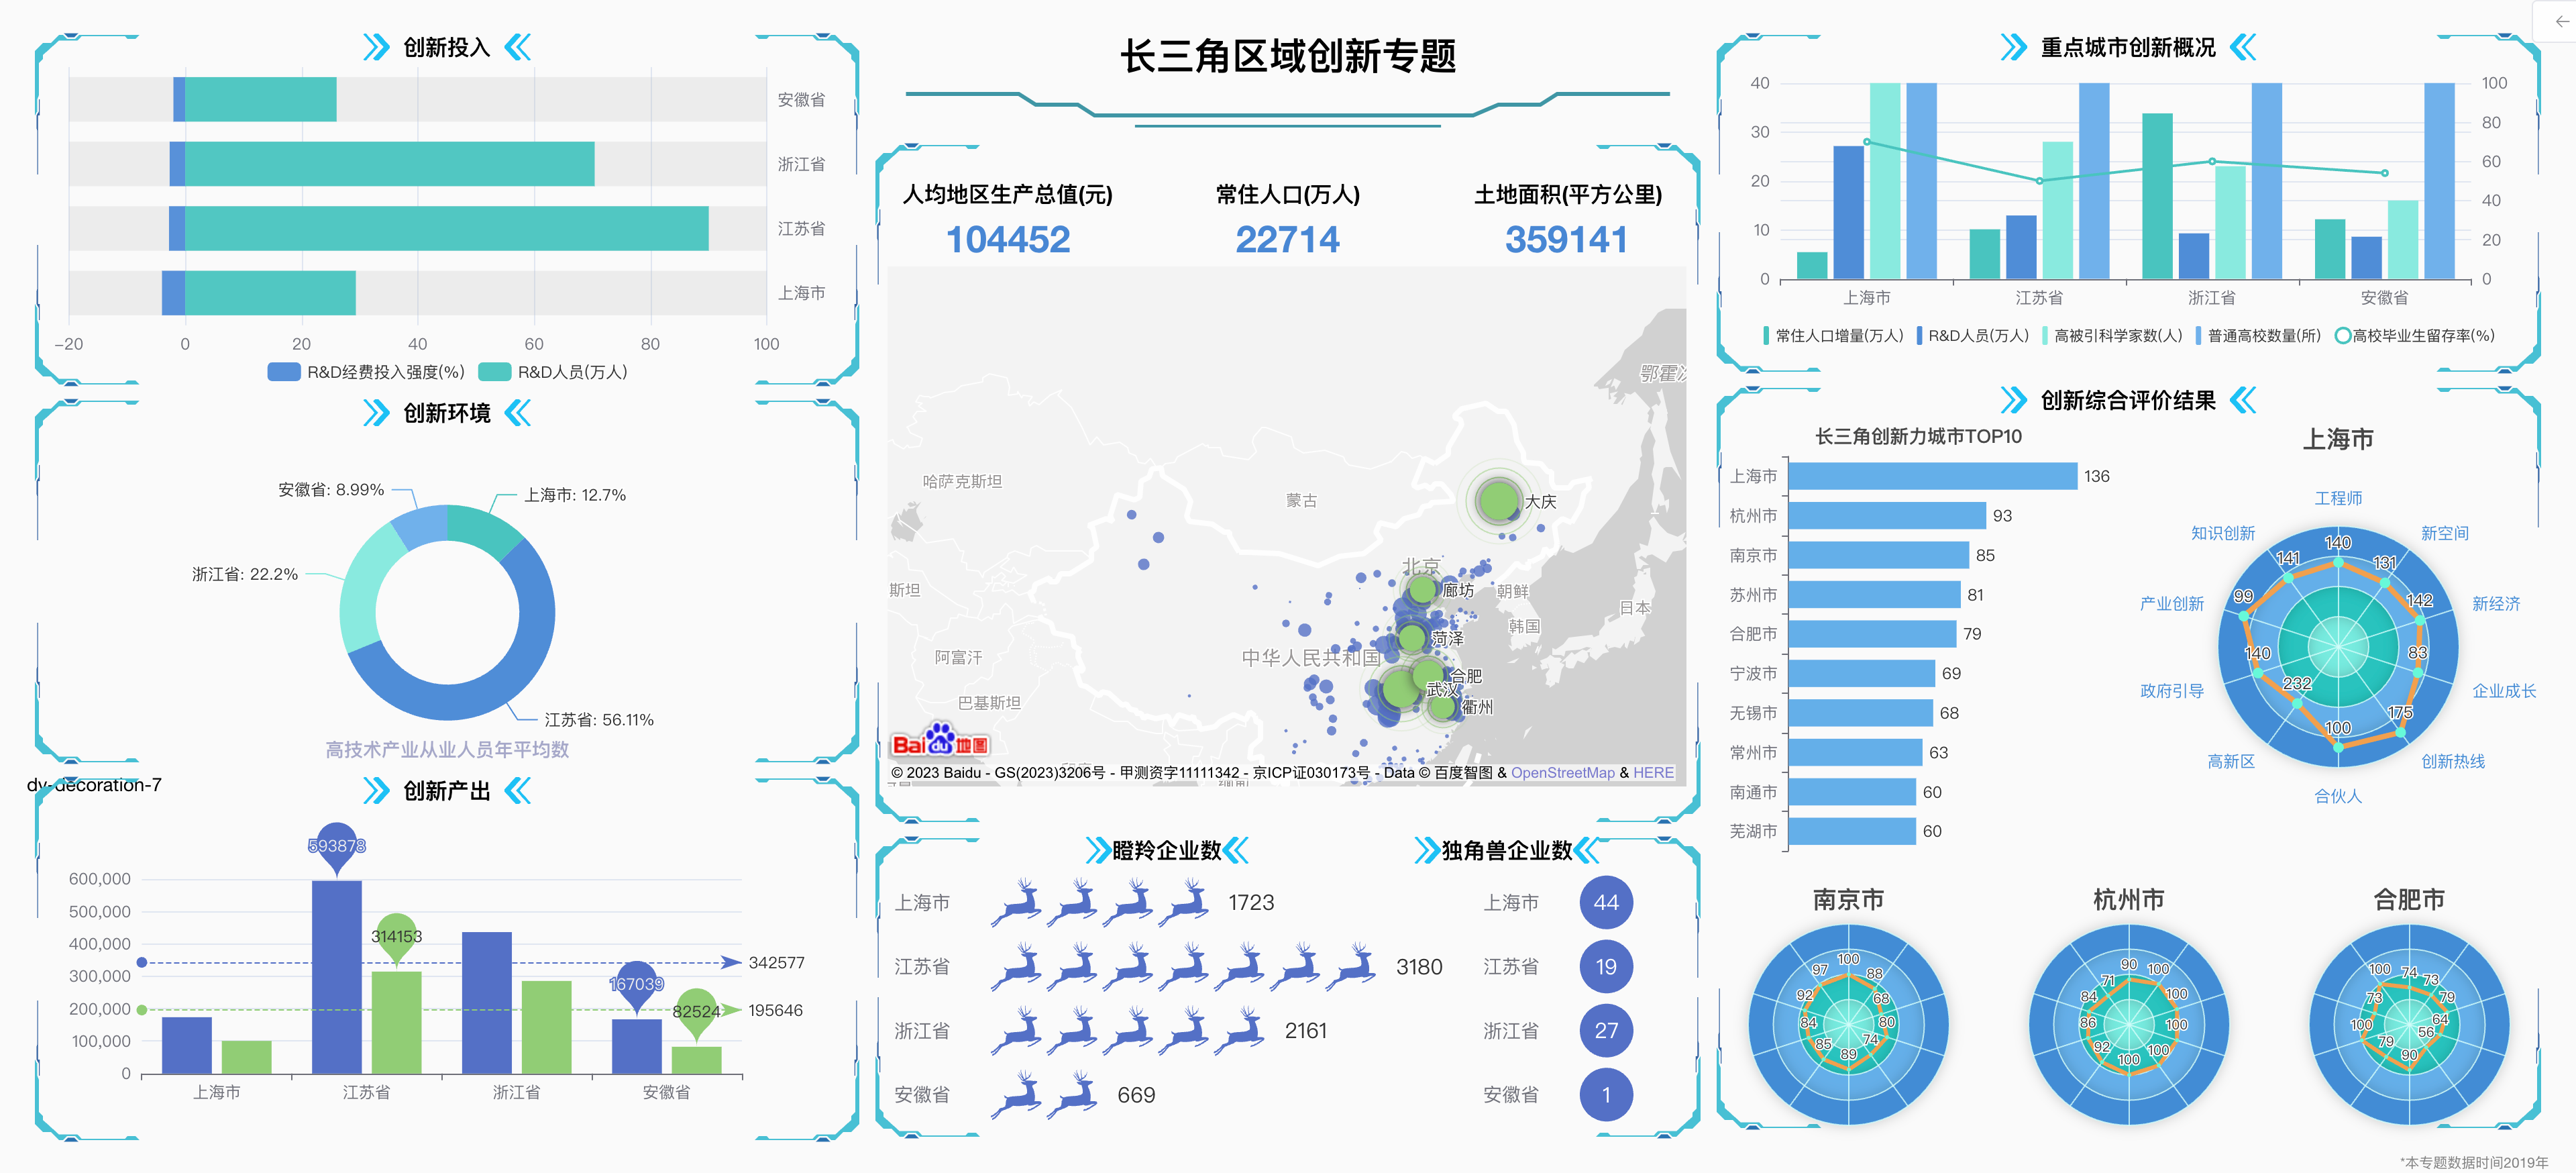 创新投入
安徽省
浙江省
江苏省
上海市
−20 0 20 40 60 80 100
R&D经费投入强度(%) R&D人员(万人)
创新环境
安徽省: 8.99%
上海市: 12.7%
浙江省: 22.2%
江苏省: 56.11%
高技术产业从业人员年平均数
dv-decoration-7
创新产出
593878
314153
167039
82524
600,000
500,000
400,000
300,000
200,000
100,000
0
342577
195646
上海市 江苏省 浙江省 安徽省
长三角区域创新专题
人均地区生产总值(元) 常住人口(万人) 土地面积(平方公里)
104452 22714 359141
哈萨克斯坦
蒙古
大庆
北京
廊坊
朝鲜
斯坦
日本
韩国
菏泽
阿富汗
中华人民共和国
合肥
武汉
巴基斯坦
衢州
Bai du 地图
© 2023 Baidu - GS(2023)3206号 - 甲测资字11111342 - 京ICP证030173号 - Data © 百度智图 & OpenStreetMap & HERE
瞪羚企业数 独角兽企业数
上海市 1723 上海市 44
江苏省 3180 江苏省 19
浙江省 2161 浙江省 27
安徽省 669 安徽省 1
重点城市创新概况
40 100
80
30
60
20
40
10
20
0 0
上海市 江苏省 浙江省 安徽省
常住人口增量(万人) R&D人员(万人) 高被引科学家数(人) 普通高校数量(所) 高校毕业生留存率(%)
创新综合评价结果
长三角创新力城市TOP10
上海市 136
杭州市 93
南京市 85
苏州市 81
合肥市 79
宁波市 69
无锡市 68
常州市 63
南通市 60
芜湖市 60
上海市
工程师
知识创新 新空间
产业创新 新经济
政府引导 企业成长
高新区 创新热线
合伙人
140
141 131
99 142
140 83
232 175
100
南京市
100
97 88
92 68
84 80
85 74
89
杭州市
90
71 100
84 100
86 100
92 100
100
合肥市
74
100 73
73 79
100 64
79 56
90
*本专题数据时间2019年